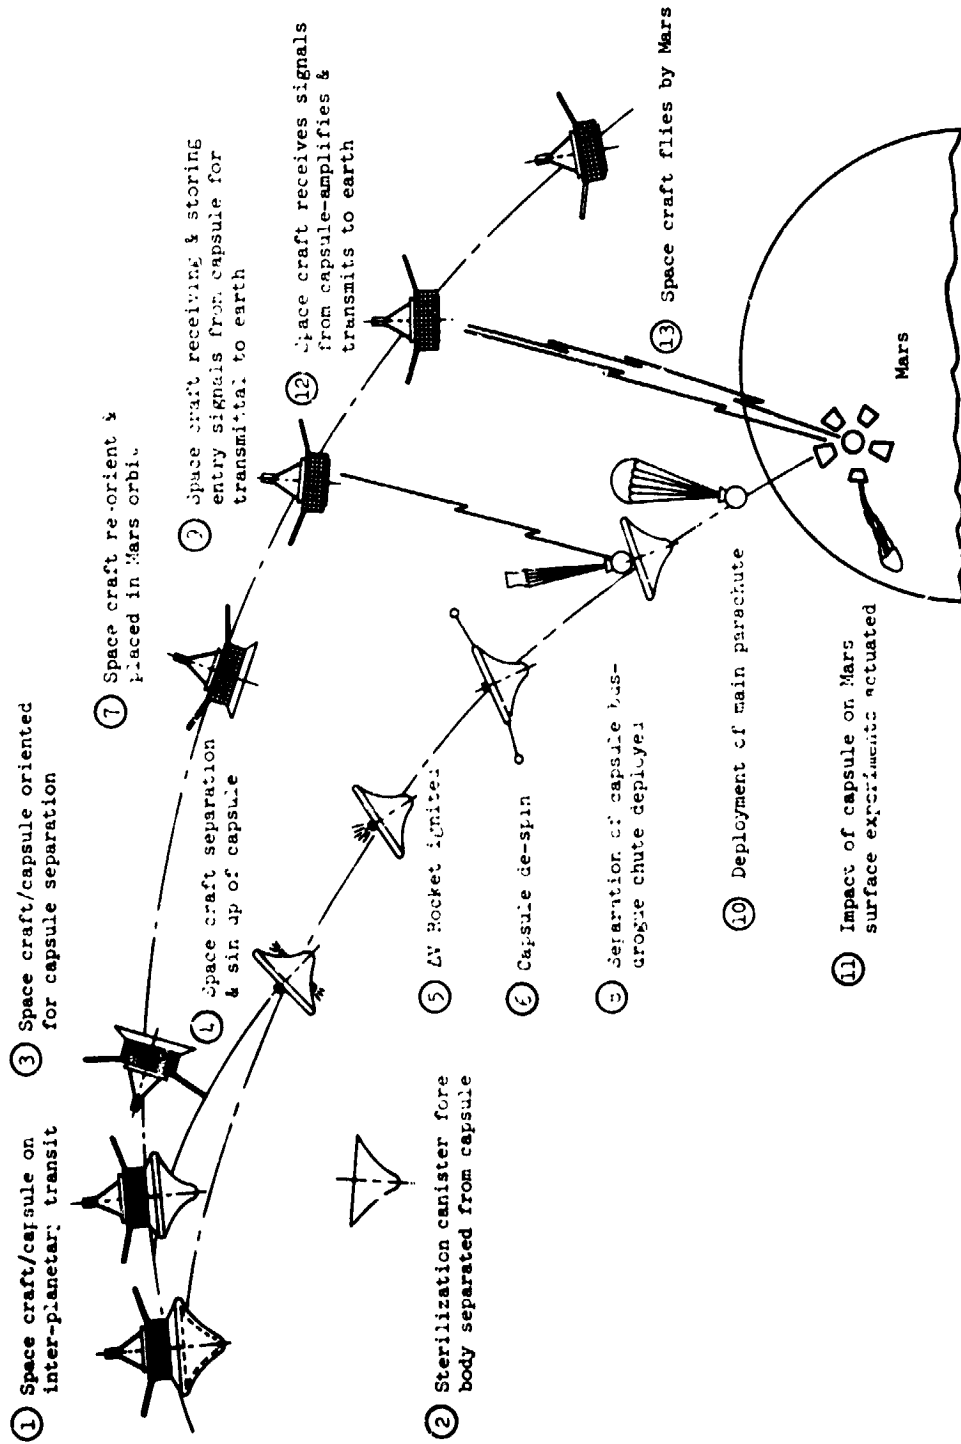 ① Space craft/capsule on
inter-planetary transit
② Sterilization canister fore
body separated from capsule
③ Space craft/capsule oriented
for capsule separation
④ Space craft separation
& sin up of capsule
⑤ ΔV Rocket ignited
⑥ Capsule de-spin
⑦ Space craft re-orient &
placed in Mars orbit
Separation of capsule bus-
drogue chute deployed
⑨ Space craft receiving & storing
entry signals from capsule for
transmittal to earth
⑩ Deployment of main parachute
⑪ Impact of capsule on Mars
surface experiments actuated
⑫ Space craft receives signals
from capsule-amplifies &
transmits to earth
⑬ Space craft flies by Mars
Mars